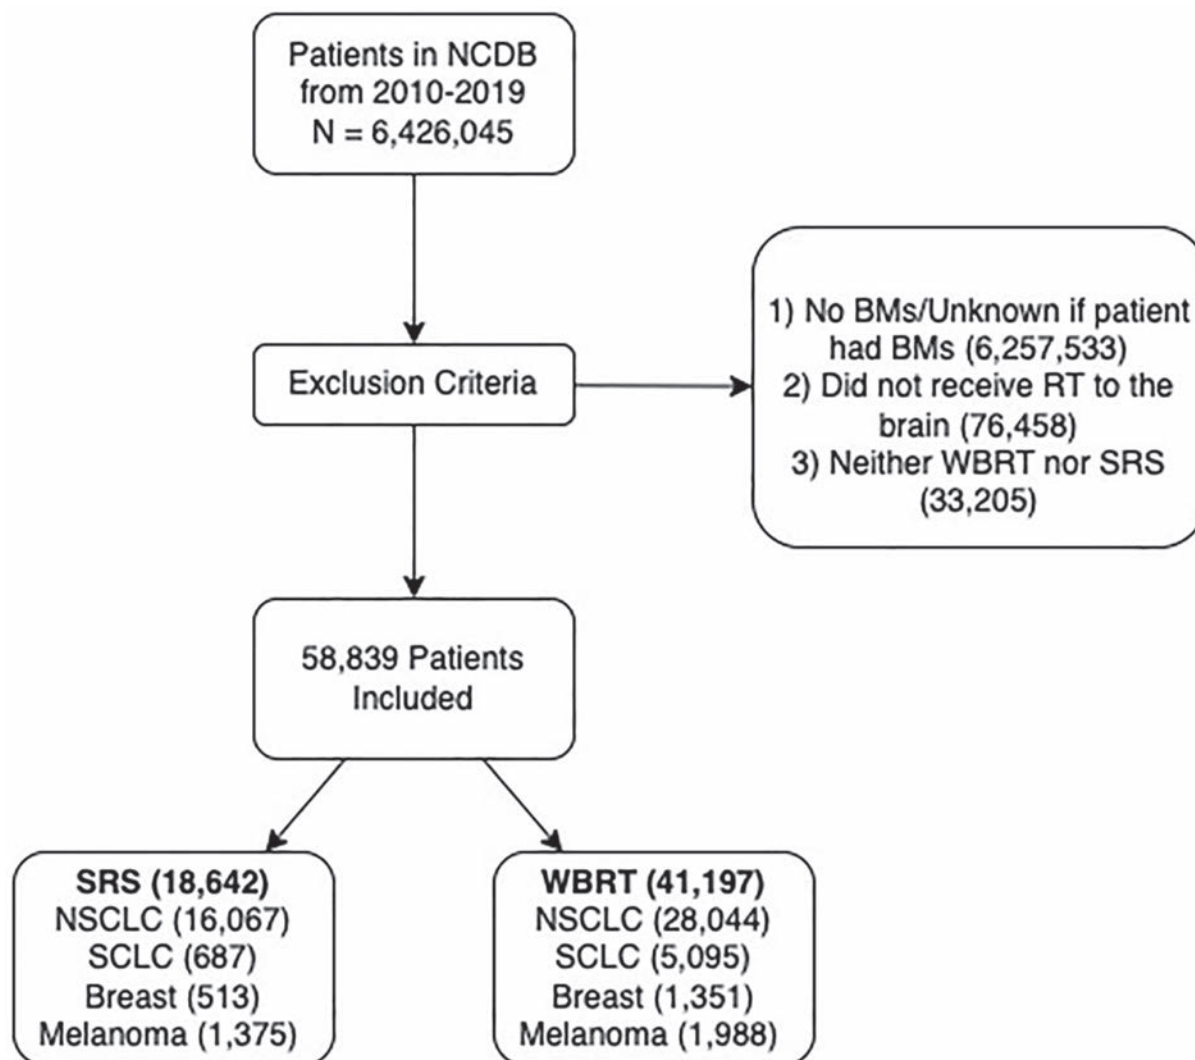 Patients in NCDB
from 2010-2019
N = 6,426,045
Exclusion Criteria
1) No BMs/Unknown if patient
had BMs (6,257,533)
2) Did not receive RT to the
brain (76,458)
3) Neither WBRT nor SRS
(33,205)
58,839 Patients
Included
SRS (18,642)
NSCLC (16,067)
SCLC (687)
Breast (513)
Melanoma (1,375)
WBRT (41,197)
NSCLC (28,044)
SCLC (5,095)
Breast (1,351)
Melanoma (1,988)